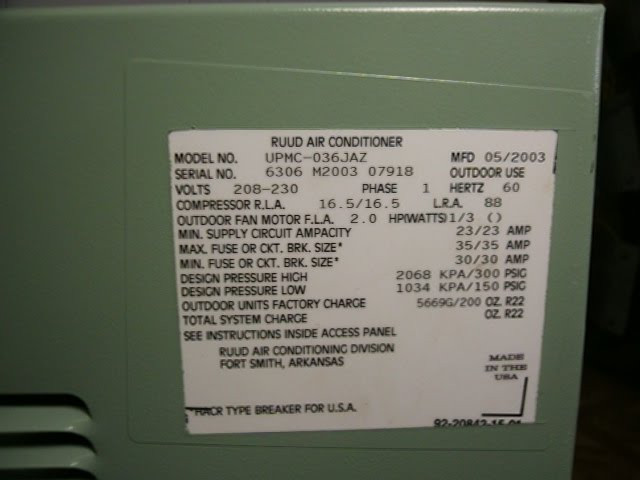 RUUD AIR CONDITIONER
MODEL NO. UPMC-036JAZ MFD 05/2003
SERIAL NO. 6306 M2003 07918 OUTDOOR USE
VOLTS 208-230 PHASE 1 HERTZ 60
COMPRESSOR R.L.A. 16.5/16.5 L.R.A. 88
OUTDOOR FAN MOTOR F.L.A. 2.0 HP(WATTS)1/3 ()
MIN. SUPPLY CIRCUIT AMPACITY 23/23 AMP
MAX. FUSE OR CKT. BRK. SIZE* 35/35 AMP
MIN. FUSE OR CKT. BRK. SIZE* 30/30 AMP
DESIGN PRESSURE HIGH 2068 KPA/300 PSIG
DESIGN PRESSURE LOW 1034 KPA/150 PSIG
OUTDOOR UNITS FACTORY CHARGE 5669G/200 OZ. R22
TOTAL SYSTEM CHARGE OZ. R22
SEE INSTRUCTIONS INSIDE ACCESS PANEL
RUUD AIR CONDITIONING DIVISION
FORT SMITH, ARKANSAS
MADE
IN THE
USA
*HACR TYPE BREAKER FOR U.S.A.
92-20842-15-01